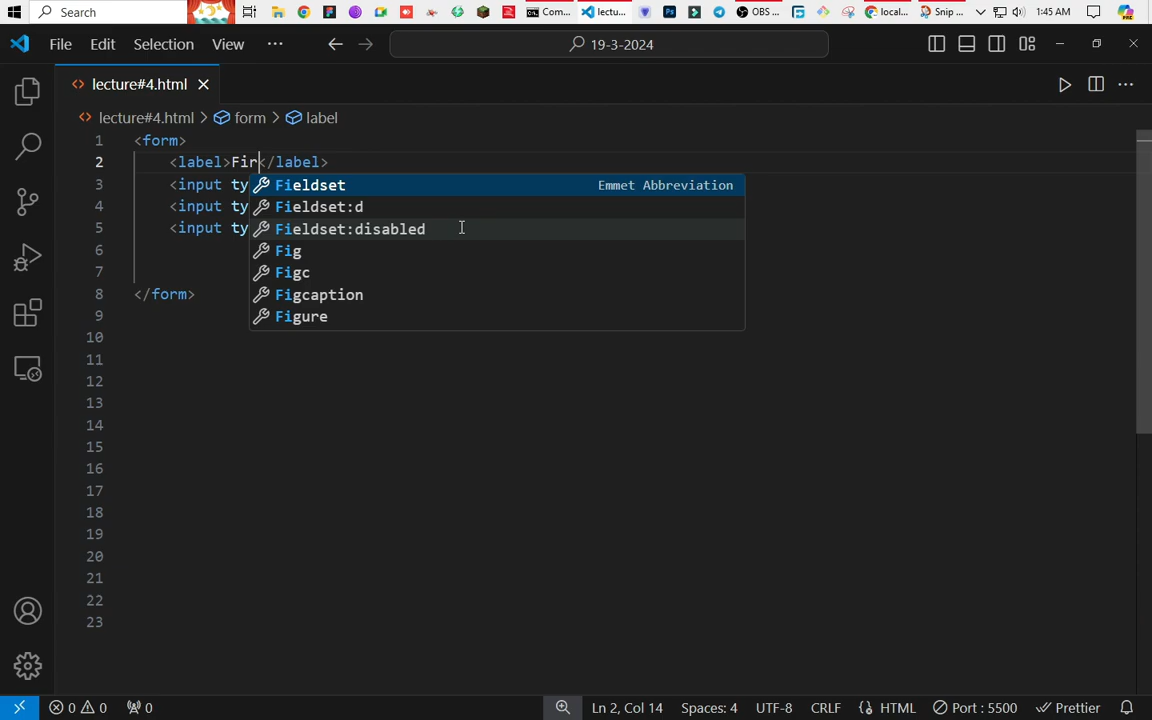 Search
Com...
lectu...
OBS ...
local...
Snip ...
1:45 AM
File Edit Selection View ...
19-3-2024
lecture#4.html
lecture#4.html > form > label
1 <form>
2 <label>Fir</label>
3 <input ty
4 <input ty
5 <input ty
6
7
8 </form>
9
10
11
12
13
14
15
16
17
18
19
20
21
22
23
Fieldset Emmet Abbreviation
Fieldset:d
Fieldset:disabled
Fig
Figc
Figcaption
Figure
0 0 0 Ln 2, Col 14 Spaces: 4 UTF-8 CRLF {} HTML Port : 5500 Prettier